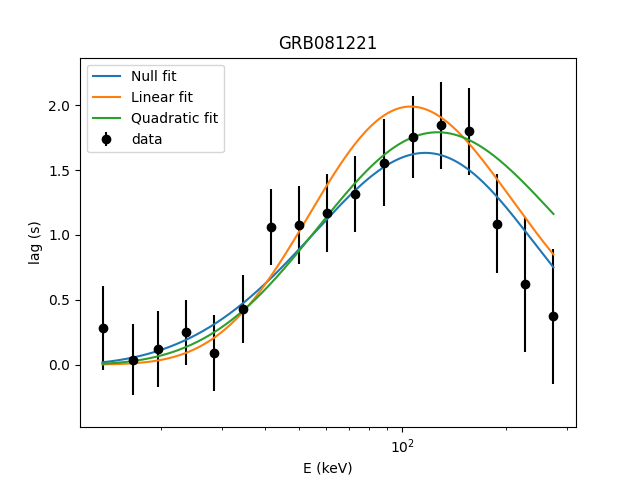 GRB081221
Null fit
Linear fit
Quadratic fit
data
2.0
1.5
1.0
0.5
0.0
lag (s)
10²
E (keV)